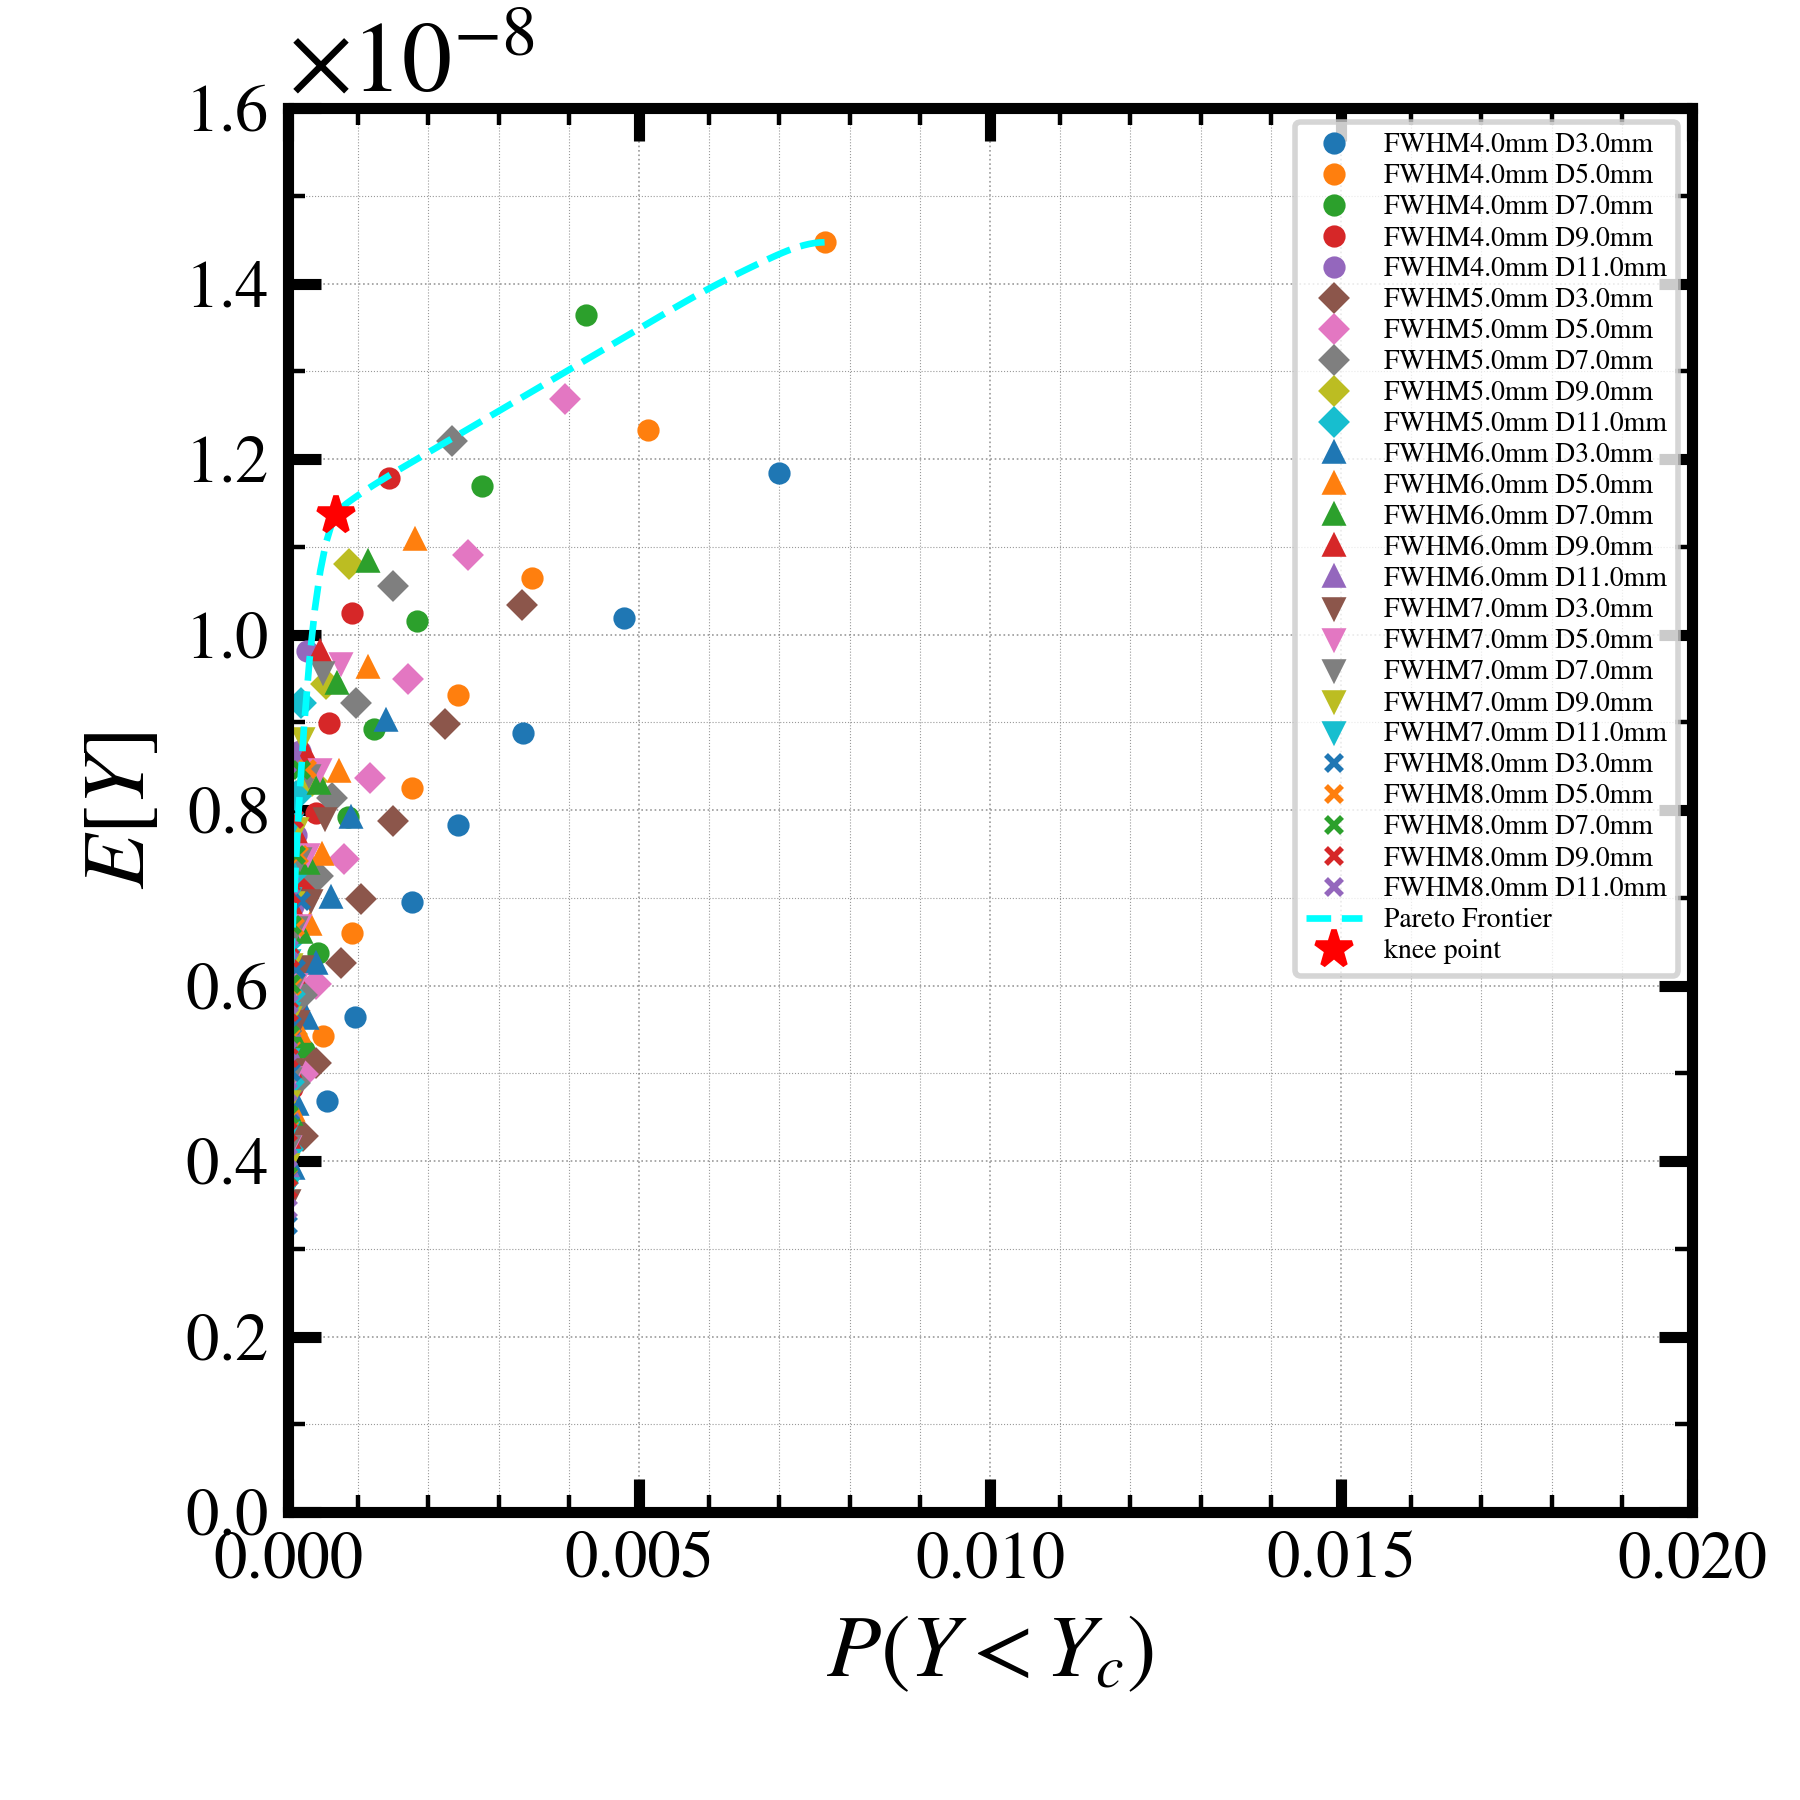 ×10⁻⁸
1.6
1.4
1.2
1.0
0.8
0.6
0.4
0.2
0.0
E[Y]
0.000
0.005
0.010
0.015
0.020
P(Y < Y_c)
FWHM4.0mm D3.0mm
FWHM4.0mm D5.0mm
FWHM4.0mm D7.0mm
FWHM4.0mm D9.0mm
FWHM4.0mm D11.0mm
FWHM5.0mm D3.0mm
FWHM5.0mm D5.0mm
FWHM5.0mm D7.0mm
FWHM5.0mm D9.0mm
FWHM5.0mm D11.0mm
FWHM6.0mm D3.0mm
FWHM6.0mm D5.0mm
FWHM6.0mm D7.0mm
FWHM6.0mm D9.0mm
FWHM6.0mm D11.0mm
FWHM7.0mm D3.0mm
FWHM7.0mm D5.0mm
FWHM7.0mm D7.0mm
FWHM7.0mm D9.0mm
FWHM7.0mm D11.0mm
FWHM8.0mm D3.0mm
FWHM8.0mm D5.0mm
FWHM8.0mm D7.0mm
FWHM8.0mm D9.0mm
FWHM8.0mm D11.0mm
Pareto Frontier
knee point